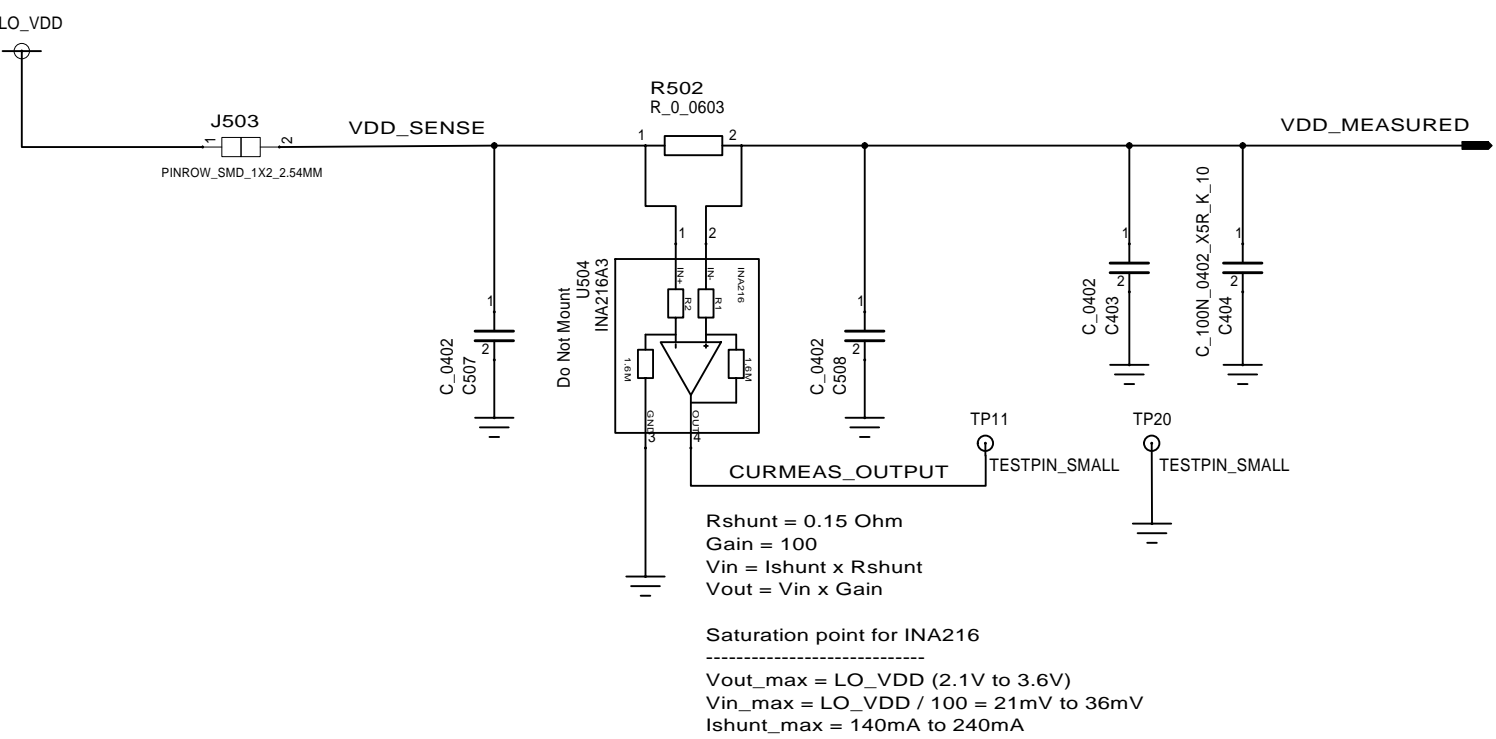 LO_VDD
J503
1
2
PINROW_SMD_1X2_2.54MM
VDD_SENSE
R502
R_0_0603
1
2
VDD_MEASURED
1
2
C_0402
C507
Do Not Mount
U504
INA216A3
1
2
IN+
IN-
INA216
R2
R1
-
+
1.6M
1.6M
GND
OUT
3
4
1
2
C_0402
C508
1
2
C_0402
C403
1
2
C_100N_0402_X5R_K_10
C404
TP11
TESTPIN_SMALL
TP20
TESTPIN_SMALL
CURMEAS_OUTPUT
Rshunt = 0.15 Ohm
Gain = 100
Vin = Ishunt x Rshunt
Vout = Vin x Gain
Saturation point for INA216
-----------------------------
Vout_max = LO_VDD (2.1V to 3.6V)
Vin_max = LO_VDD / 100 = 21mV to 36mV
Ishunt_max = 140mA to 240mA